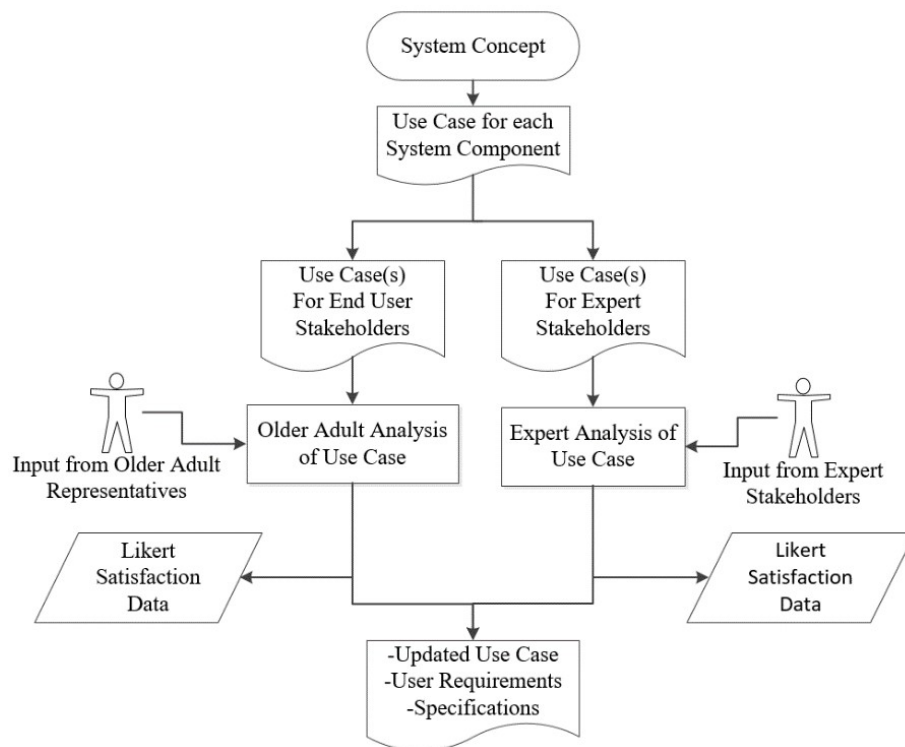 System Concept
Use Case for each
System Component
Use Case(s)
For End User
Stakeholders
Use Case(s)
For Expert
Stakeholders
Older Adult Analysis
of Use Case
Expert Analysis of
Use Case
Input from Older Adult
Representatives
Input from Expert
Stakeholders
Likert
Satisfaction
Data
Likert
Satisfaction
Data
-Updated Use Case
-User Requirements
-Specifications